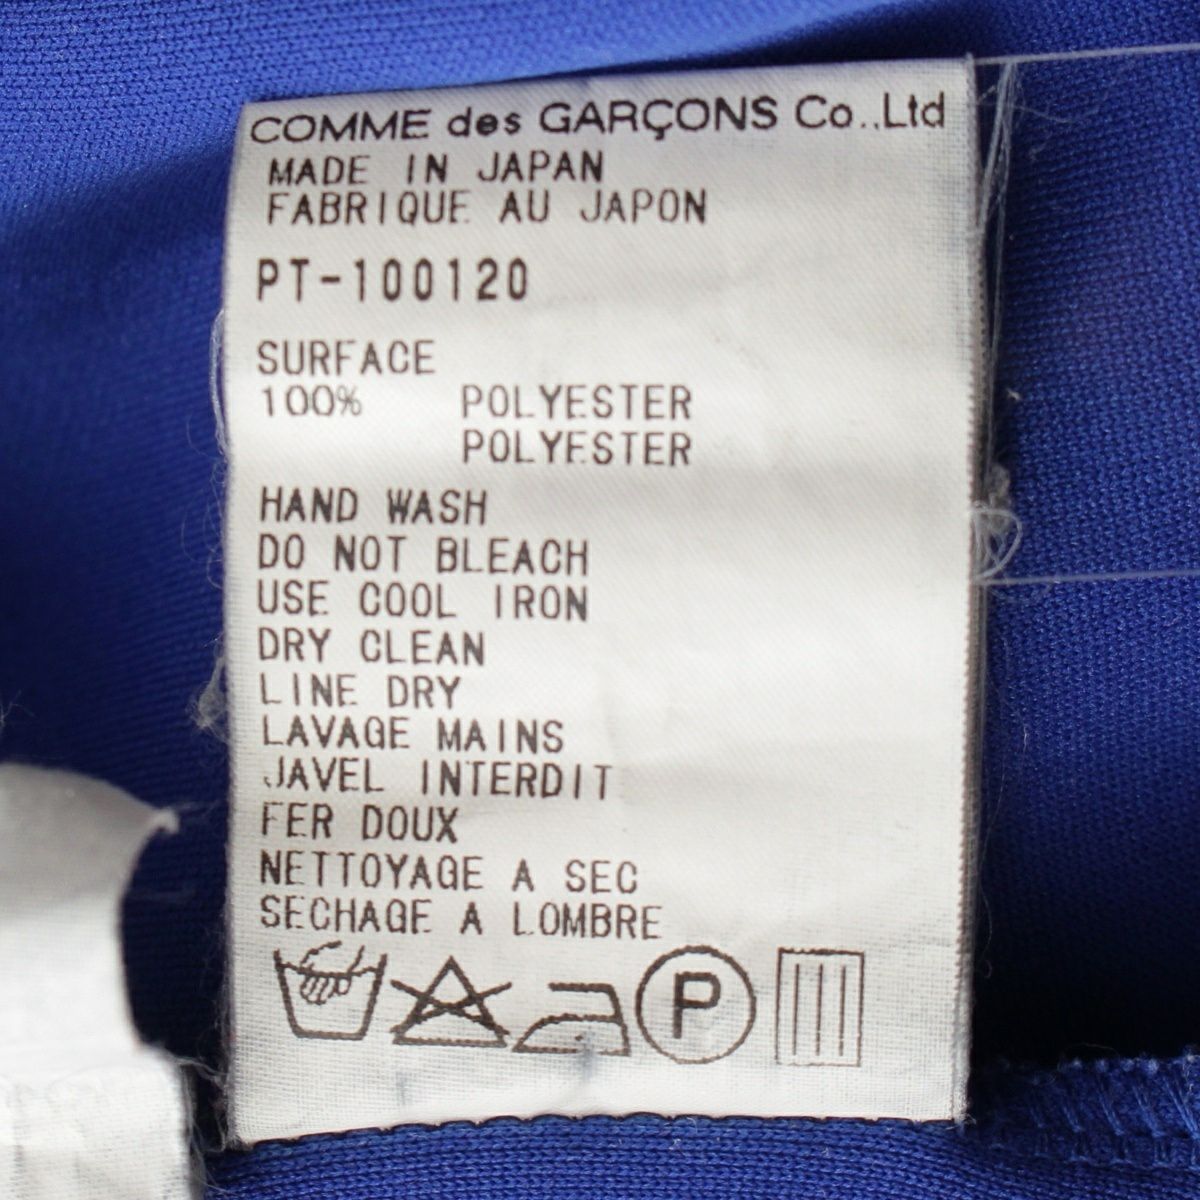 COMME des GARÇONS Co.,Ltd
MADE IN JAPAN
FABRIQUE AU JAPON
PT-100120
SURFACE
100% POLYESTER
POLYESTER
HAND WASH
DO NOT BLEACH
USE COOL IRON
DRY CLEAN
LINE DRY
LAVAGE MAINS
JAVEL INTERDIT
FER DOUX
NETTOYAGE A SEC
SECHAGE A LOMBRE
P